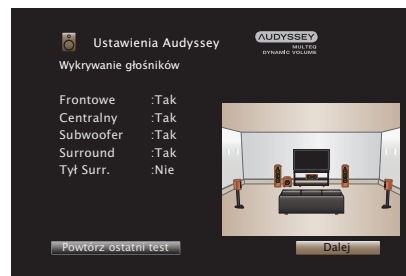 Ustawienia Audyssey
AUDYSSEY
MULTEQ
DYNAMIC VOLUME
Wykrywanie głośników
Frontowe :Tak
Centralny :Tak
Subwoofer :Tak
Surround :Tak
Tył Surr. :Nie
Powtórz ostatni test
Dalej